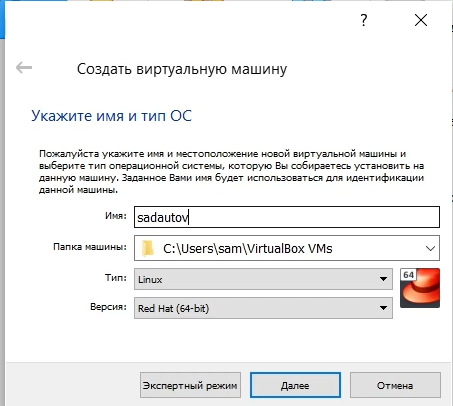 ?
Создать виртуальную машину
Укажите имя и тип ОС
Пожалуйста укажите имя и местоположение новой виртуальной машины и
выберите тип операционной системы, которую Вы собираетесь установить на
данную машину. Заданное Вами имя будет использоваться для идентификации
данной машины.
Имя: sadautov
Папка машины: C:\Users\sam\VirtualBox VMs
Тип: Linux
64
Версия: Red Hat (64-bit)
Экспертный режим Далее Отмена